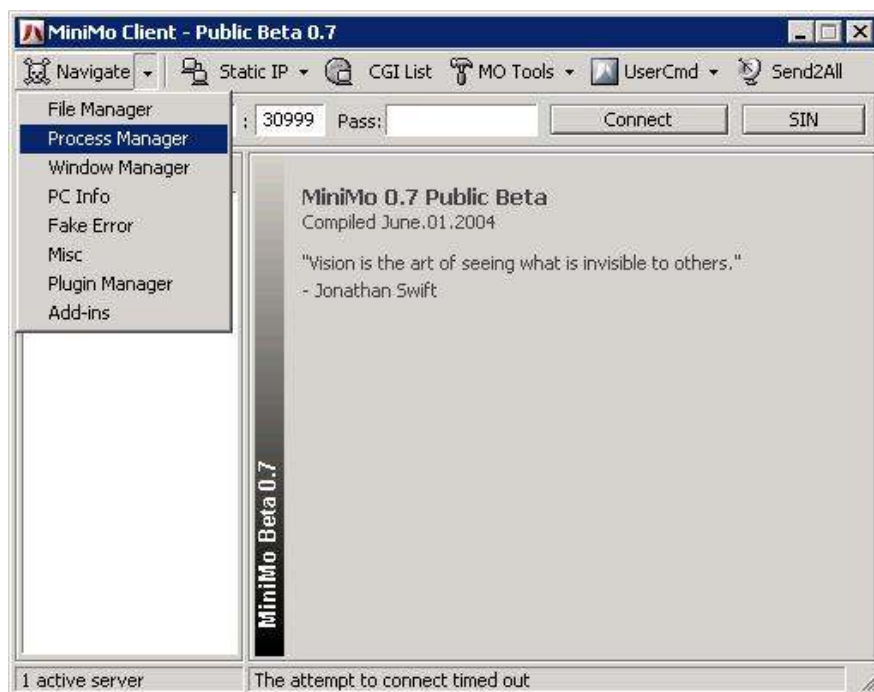 MiniMo Client - Public Beta 0.7
Navigate Static IP CGI List MO Tools UserCmd Send2All
: 30999 Pass: Connect SIN
File Manager
Process Manager
Window Manager
PC Info
Fake Error
Misc
Plugin Manager
Add-ins
MiniMo 0.7 Public Beta
Compiled June.01.2004
"Vision is the art of seeing what is invisible to others."
- Jonathan Swift
MiniMo Beta 0.7
1 active server
The attempt to connect timed out